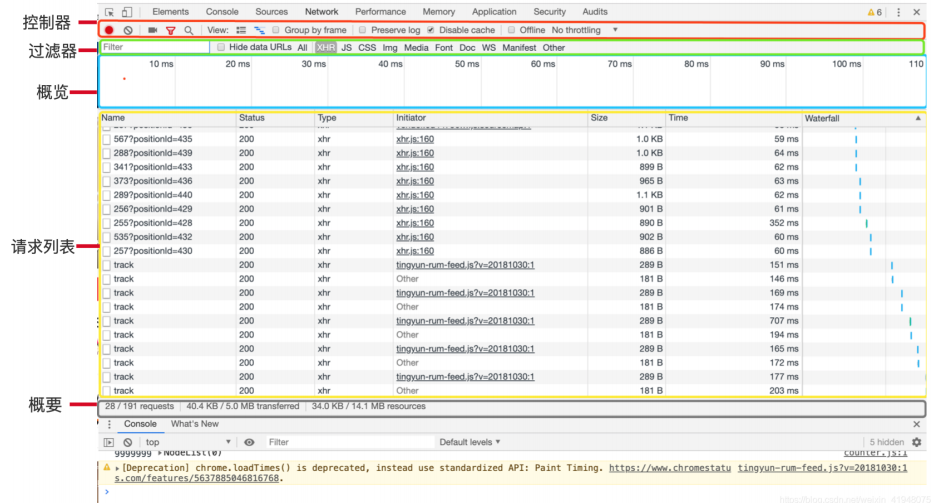 Elements Console Sources Network Performance Memory Application Security Audits 6
控制器
View: Group by frame Preserve log Disable cache Offline No throttling
过滤器
Filter Hide data URLs All XHR JS CSS Img Media Font Doc WS Manifest Other
10 ms 20 ms 30 ms 40 ms 50 ms 60 ms 70 ms 80 ms 90 ms 100 ms 110
概览
Name Status Type Initiator Size Time Waterfall
567?positionId=435 200 xhr xhr.js:160 1.0 KB 59 ms
288?positionId=439 200 xhr xhr.js:160 1.0 KB 64 ms
341?positionId=433 200 xhr xhr.js:160 899 B 62 ms
373?positionId=436 200 xhr xhr.js:160 965 B 63 ms
289?positionId=440 200 xhr xhr.js:160 1.1 KB 62 ms
256?positionId=429 200 xhr xhr.js:160 901 B 61 ms
255?positionId=428 200 xhr xhr.js:160 890 B 352 ms
535?positionId=432 200 xhr xhr.js:160 902 B 60 ms
请求列表
257?positionId=430 200 xhr xhr.js:160 886 B 60 ms
track 200 xhr tingyun-rum-feed.js?v=20181030:1 289 B 151 ms
track 200 xhr Other 181 B 146 ms
track 200 xhr tingyun-rum-feed.js?v=20181030:1 289 B 169 ms
track 200 xhr Other 181 B 174 ms
track 200 xhr tingyun-rum-feed.js?v=20181030:1 289 B 707 ms
track 200 xhr Other 181 B 194 ms
track 200 xhr tingyun-rum-feed.js?v=20181030:1 289 B 165 ms
track 200 xhr Other 181 B 172 ms
track 200 xhr tingyun-rum-feed.js?v=20181030:1 289 B 177 ms
track 200 xhr Other 181 B 203 ms
概要
28 / 191 requests 40.4 KB / 5.0 MB transferred 34.0 KB / 14.1 MB resources
Console What's New
top Filter Default levels 5 hidden
ggggggg NodeList(0) counter.js:1
[Deprecation] chrome.loadTimes() is deprecated, instead use standardized API: Paint Timing. https://www.chromestatu tingyun-rum-feed.js?v=20181030:1
s.com/features/5637885046816768.